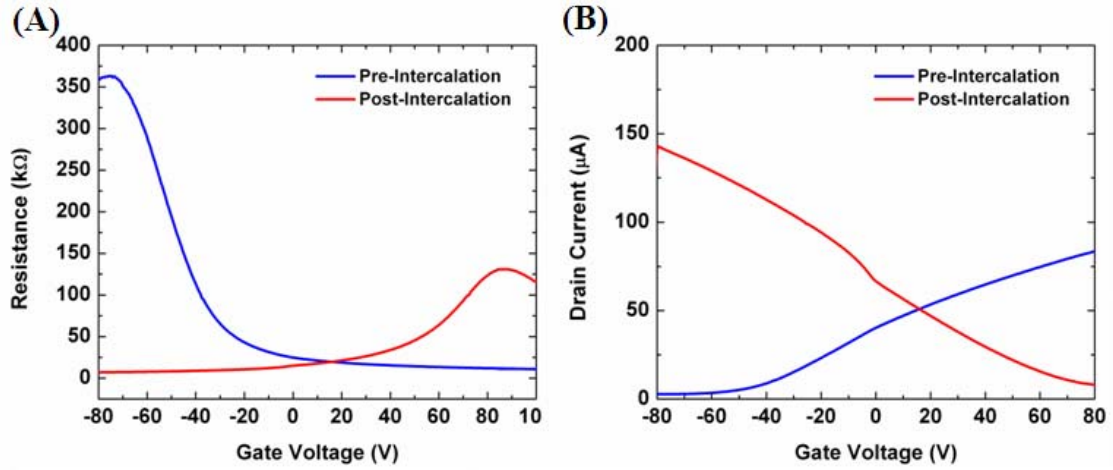 (A)
400
350
300
250
200
150
100
50
0
Resistance (kΩ)
Pre-Intercalation
Post-Intercalation
-80 -60 -40 -20 0 20 40 60 80 10
Gate Voltage (V)
(B)
200
150
100
50
0
Drain Current (μA)
Pre-Intercalation
Post-Intercalation
-80 -60 -40 -20 0 20 40 60 80
Gate Voltage (V)